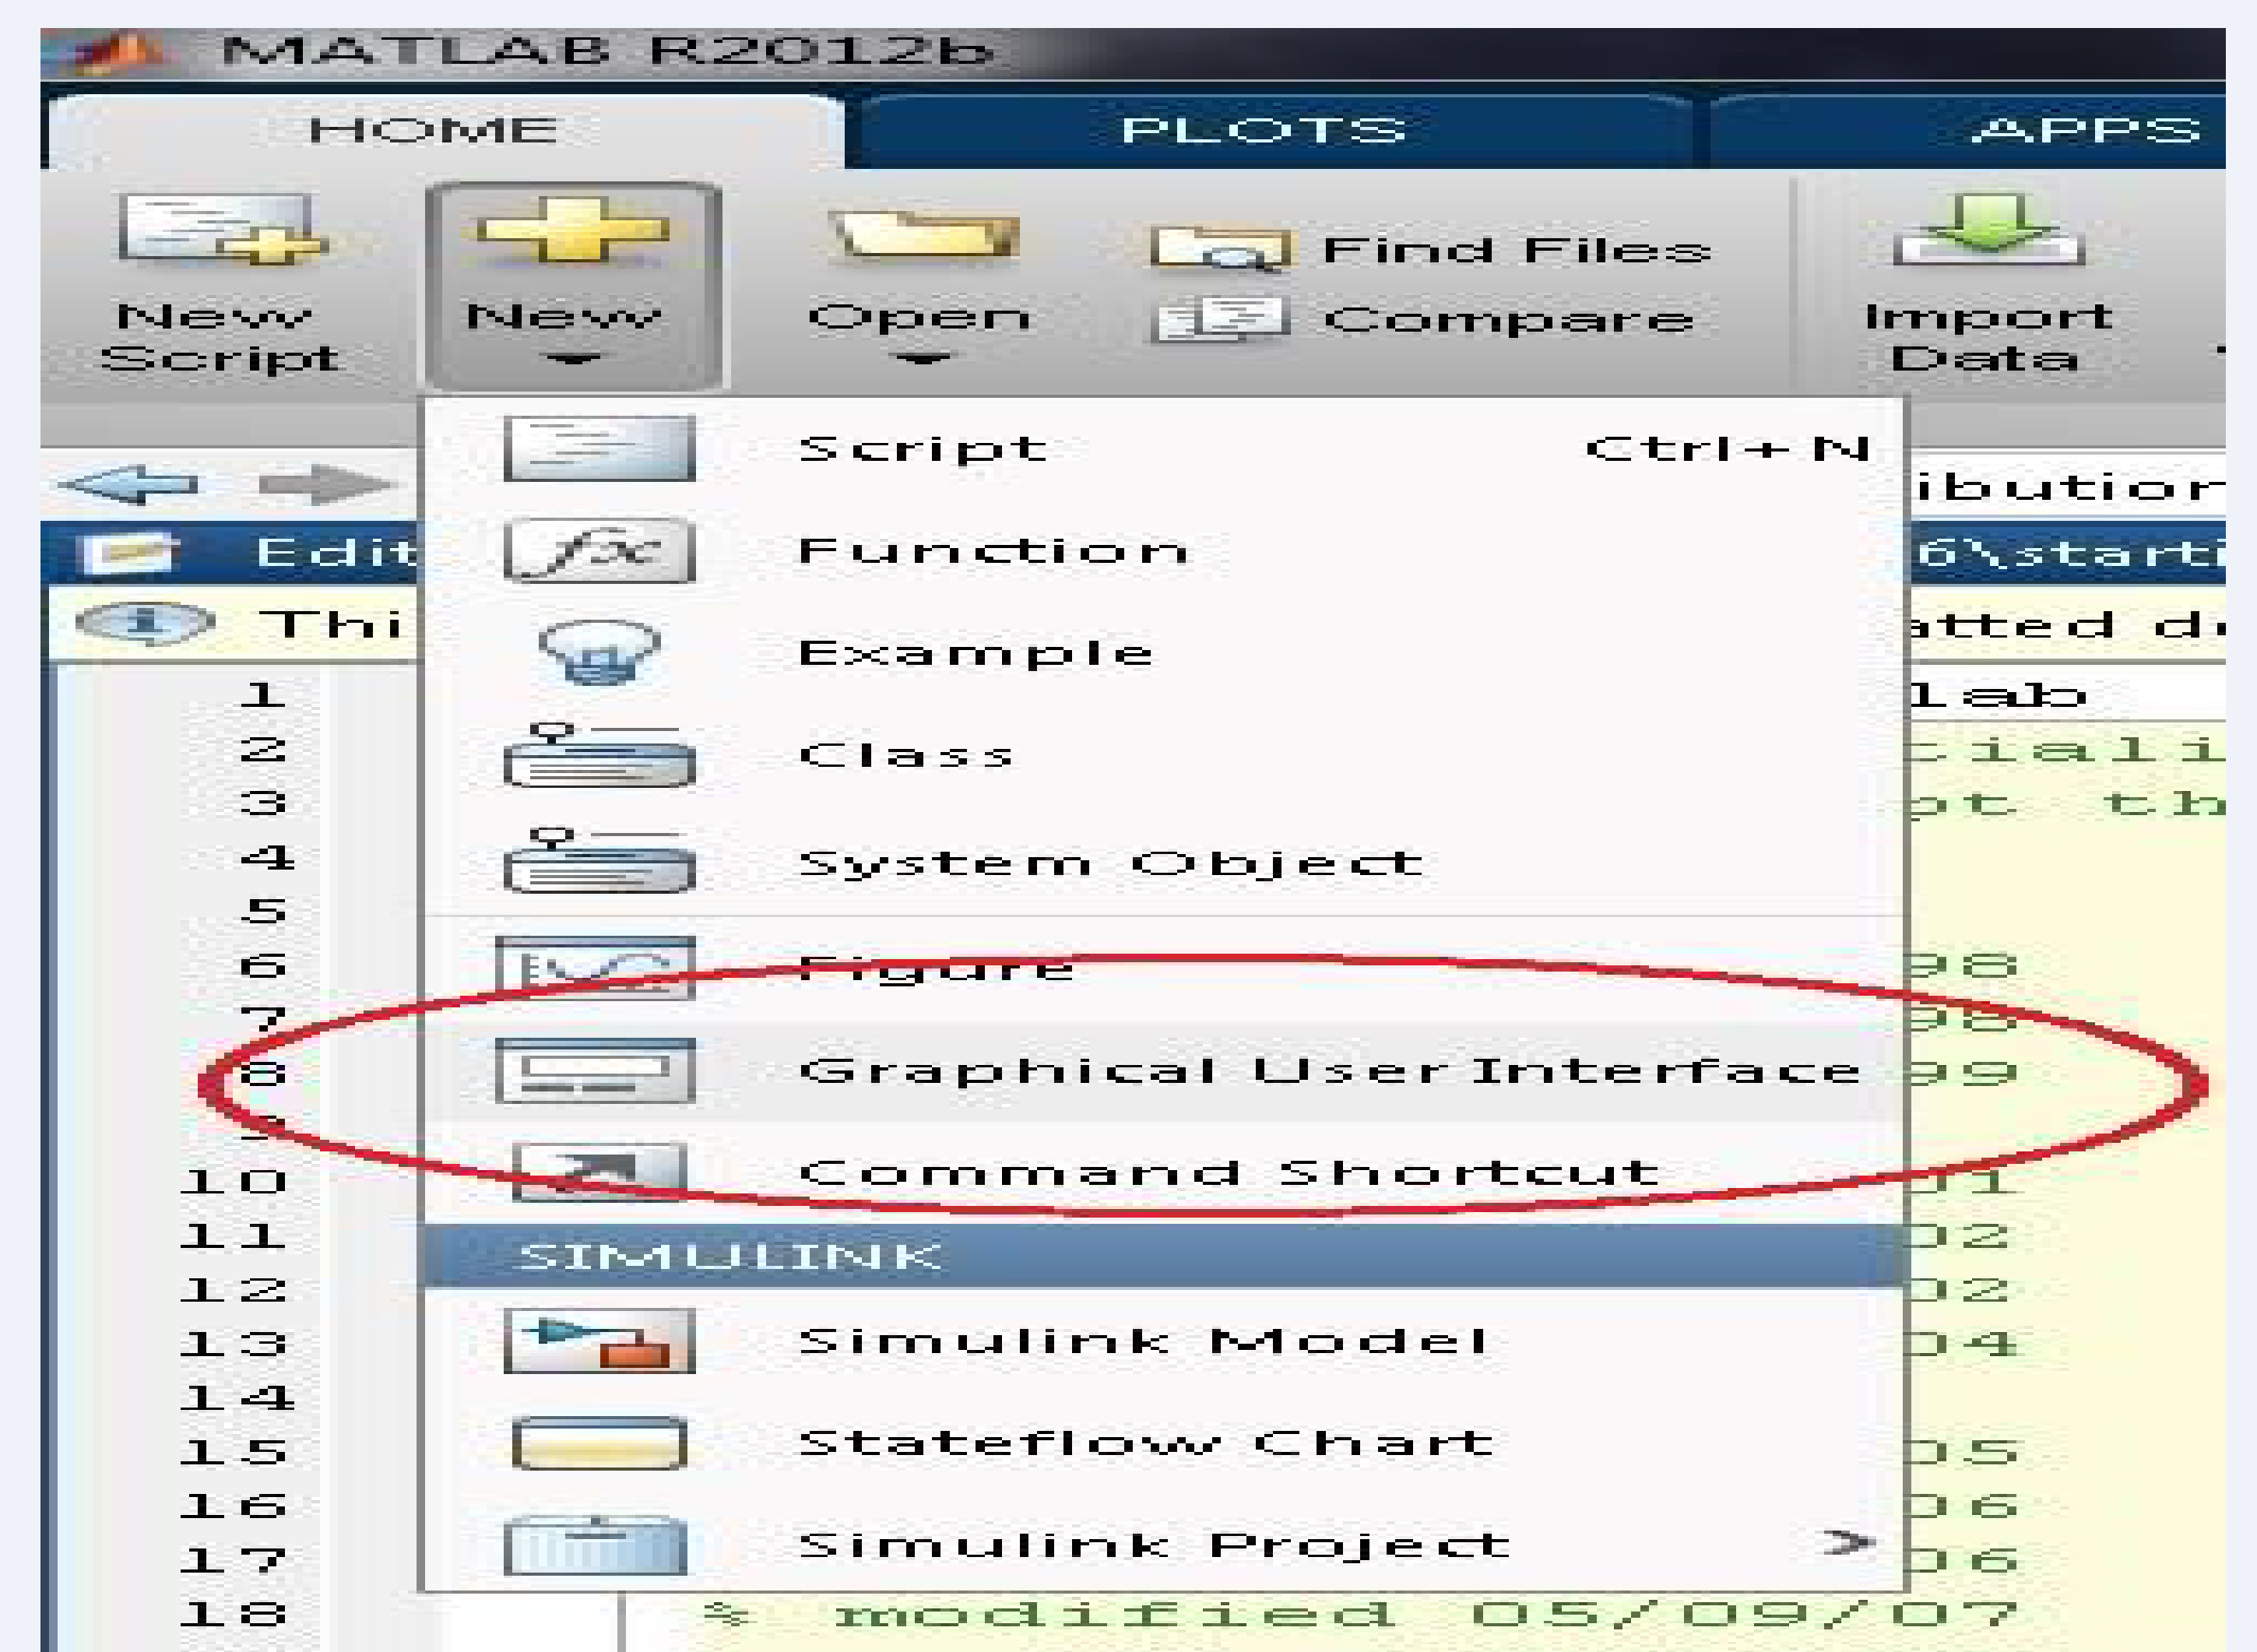 MATLAB R2012b
HOME PLOTS APPS
New Script
New
Open
Find Files
Compare
Import Data
Script Ctrl+N
Function
Example
Class
System Object
Figure
Graphical User Interface
Command Shortcut
SIMULINK
Simulink Model
Stateflow Chart
Simulink Project
1
2
3
4
5
6
7
8
9
10
11
12
13
14
15
16
17
18 % modified 05/09/07